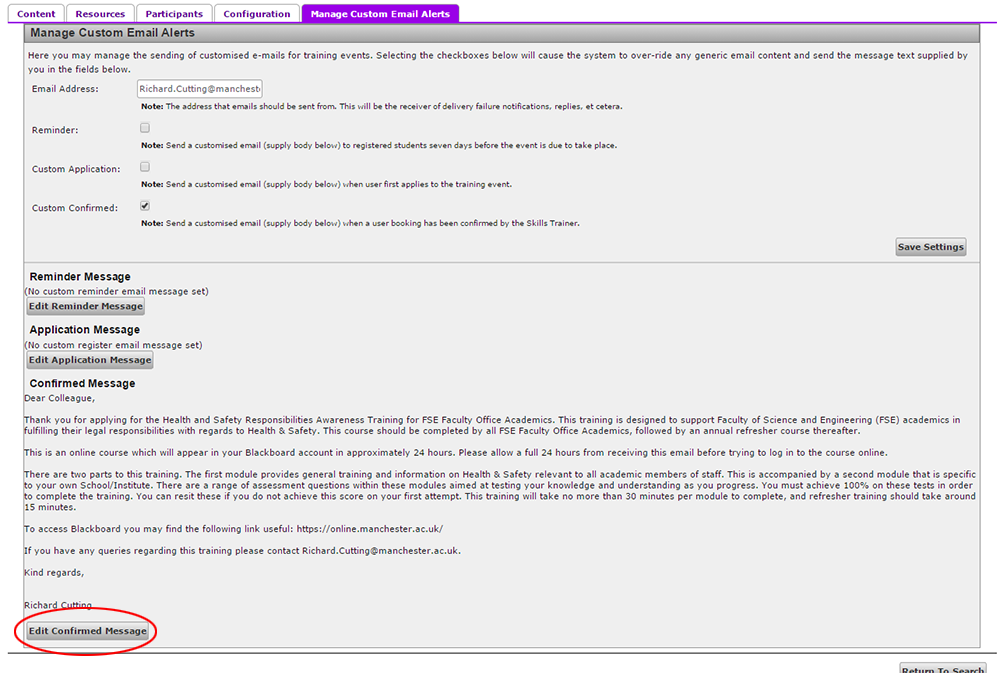 Content Resources Participants Configuration Manage Custom Email Alerts
Manage Custom Email Alerts
Here you may manage the sending of customised e-mails for training events. Selecting the checkboxes below will cause the system to over-ride any generic email content and send the message text supplied by
you in the fields below.
Email Address: Richard.Cutting@manchest
Note: The address that emails should be sent from. This will be the receiver of delivery failure notifications, replies, et cetera.
Reminder:
Note: Send a customised email (supply body below) to registered students seven days before the event is due to take place.
Custom Application:
Note: Send a customised email (supply body below) when user first applies to the training event.
Custom Confirmed:
Note: Send a customised email (supply body below) when a user booking has been confirmed by the Skills Trainer.
Save Settings
Reminder Message
(No custom reminder email message set)
Edit Reminder Message
Application Message
(No custom register email message set)
Edit Application Message
Confirmed Message
Dear Colleague,
Thank you for applying for the Health and Safety Responsibilities Awareness Training for FSE Faculty Office Academics. This training is designed to support Faculty of Science and Engineering (FSE) academics in
fulfilling their legal responsibilities with regards to Health & Safety. This course should be completed by all FSE Faculty Office Academics, followed by an annual refresher course thereafter.
This is an online course which will appear in your Blackboard account in approximately 24 hours. Please allow a full 24 hours from receiving this email before trying to log in to the course online.
There are two parts to this training. The first module provides general training and information on Health & Safety relevant to all academic members of staff. This is accompanied by a second module that is specific
to your own School/Institute. There are a range of assessment questions within these modules aimed at testing your knowledge and understanding as you progress. You must achieve 100% on these tests in order
to complete the training. You can resit these if you do not achieve this score on your first attempt. This training will take no more than 30 minutes per module to complete, and refresher training should take around
15 minutes.
To access Blackboard you may find the following link useful: https://online.manchester.ac.uk/
If you have any queries regarding this training please contact Richard.Cutting@manchester.ac.uk.
Kind regards,
Richard Cutting
Edit Confirmed Message
Return To Search